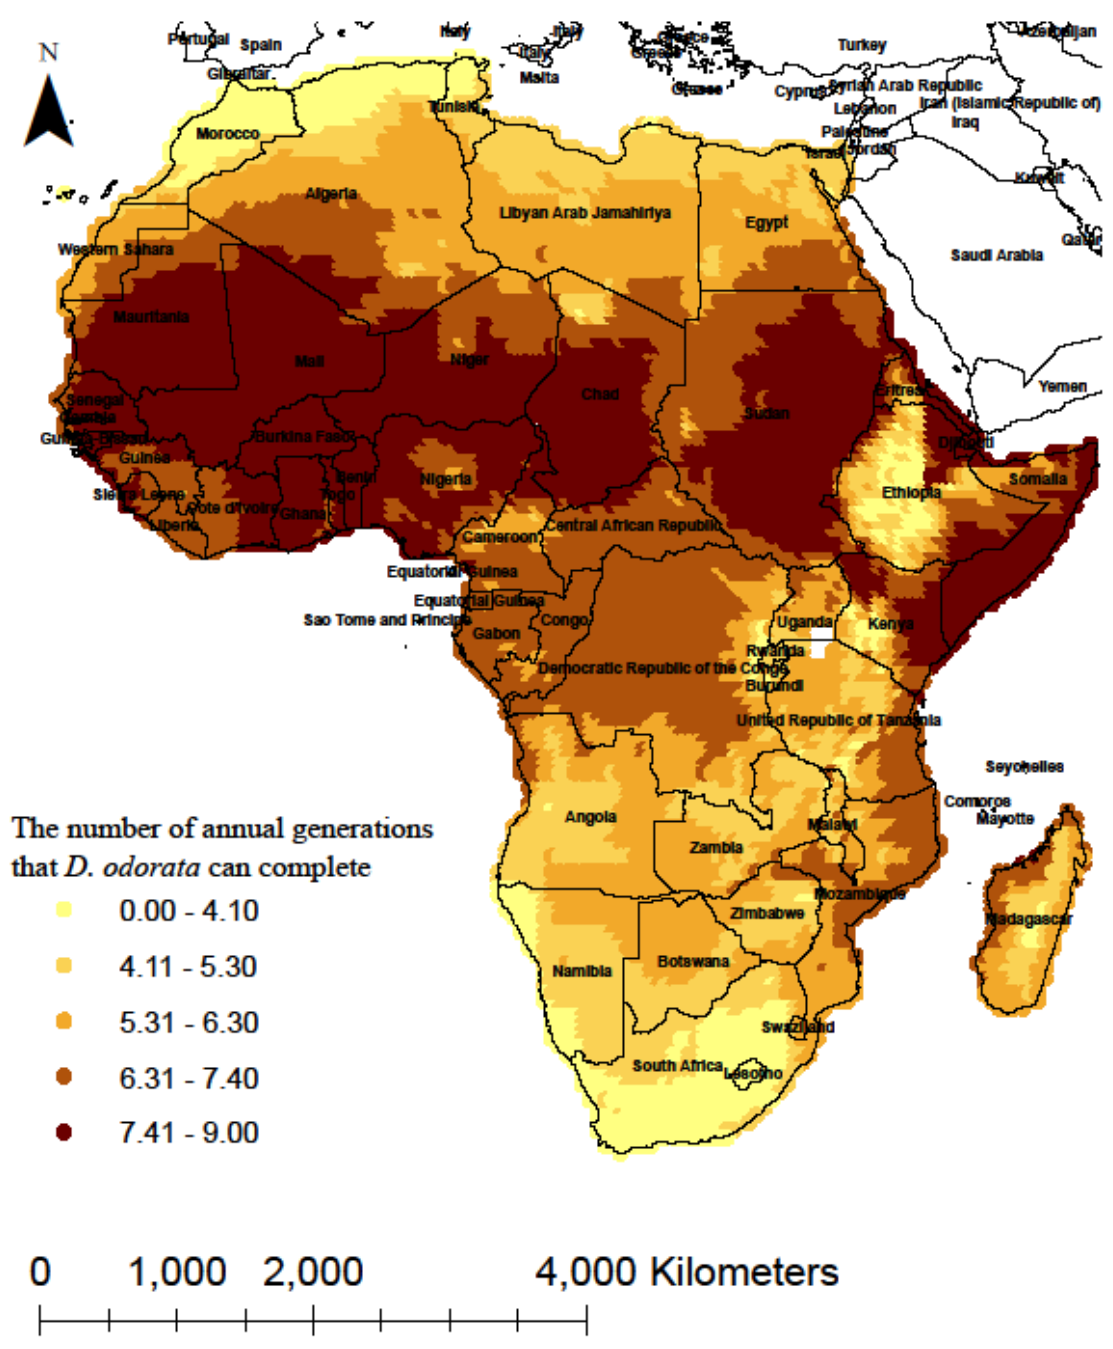 N
Portugal
Spain
Italy
Italy
Italy
Greece
Greece
Greece
Turkey
Azerbaijan
Gibraltar
Malta
Cyprus
Syrian Arab Republic
Lebanon
Iran (Islamic Republic of)
Iraq
Tunisia
Morocco
Palestine
Israel
Jordan
Kuwait
Algeria
Libyan Arab Jamahiriya
Egypt
Qatar
Western Sahara
Saudi Arabia
Mauritania
Mali
Niger
Chad
Sudan
Eritrea
Yemen
Senegal
Gambia
Guinea-Bissau
Burkina Faso
Djibouti
Guinea
Benin
Nigeria
Somalia
Sierra Leone
Togo
Ethiopia
Cote d'Ivoire
Ghana
Liberia
Central African Republic
Cameroon
Equatorial Guinea
Equatorial Guinea
Sao Tome and Principe
Gabon
Congo
Uganda
Kenya
Rwanda
Democratic Republic of the Congo
Burundi
United Republic of Tanzania
Seychelles
Comoros
Mayotte
Angola
Malawi
Zambia
Mozambique
Zimbabwe
Madagascar
Namibia
Botswana
Swaziland
South Africa
Lesotho
The number of annual generations
that D. odorata can complete
0.00 - 4.10
4.11 - 5.30
5.31 - 6.30
6.31 - 7.40
7.41 - 9.00
0 1,000 2,000 4,000 Kilometers